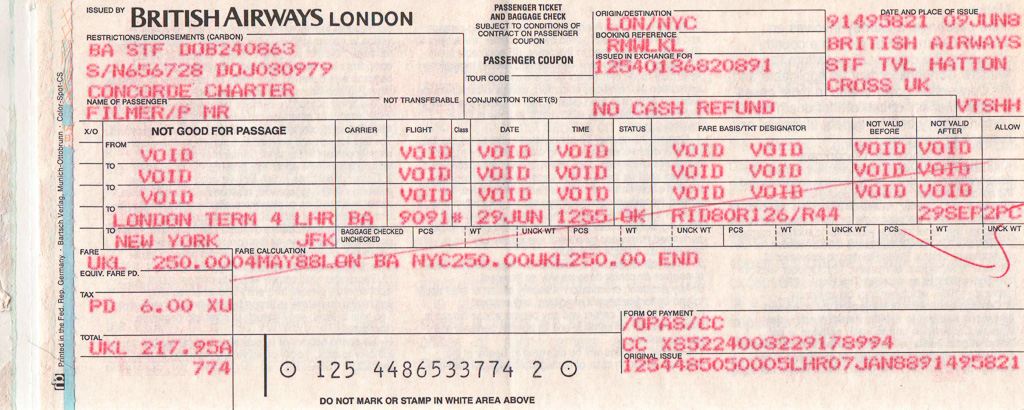 ISSUED BY BRITISH AIRWAYS LONDON
PASSENGER TICKET
AND BAGGAGE CHECK
SUBJECT TO CONDITIONS OF
CONTRACT ON PASSENGER
COUPON
PASSENGER COUPON
ORIGIN/DESTINATION
LON/NYC
BOOKING REFERENCE
RMWLKL
ISSUED IN EXCHANGE FOR
12540136820891
DATE AND PLACE OF ISSUE
91495821 09JUN8
BRITISH AIRWAYS
STF TVL HATTON
CROSS UK
VTSHH
RESTRICTIONS/ENDORSEMENTS (CARBON)
BA STF DOB240863
S/N656728 DOJ030979
CONCORDE CHARTER
TOUR CODE
NAME OF PASSENGER NOT TRANSFERABLE CONJUNCTION TICKET(S)
FILMER/P MR NO CASH REFUND
X/O NOT GOOD FOR PASSAGE CARRIER FLIGHT Class DATE TIME STATUS FARE BASIS/TKT DESIGNATOR NOT VALID BEFORE NOT VALID AFTER ALLOW
FROM VOID VOID VOID VOID VOID VOID VOID VOID
TO VOID VOID VOID VOID VOID VOID VOID VOID
TO VOID VOID VOID VOID VOID VOID VOID VOID
TO LONDON TERM 4 LHR BA 9091* 29JUN 1255 OK RID80R126/R44 29SEP 2PC
TO NEW YORK JFK BAGGAGE CHECKED UNCHECKED PCS WT UNCK WT PCS WT UNCK WT PCS WT UNCK WT PCS WT UNCK WT
FARE FARE CALCULATION
UKL 250.00 04MAY88LON BA NYC250.00UKL250.00 END
EQUIV. FARE PD.
TAX
PD 6.00 XU
TOTAL
UKL 217.95A
774
125 4486533774 2
DO NOT MARK OR STAMP IN WHITE AREA ABOVE
FORM OF PAYMENT
/OPAS/CC
CC X85224003229178994
ORIGINAL ISSUE
1254485050005LHR07JAN8891495821
Printed in the Fed. Rep. Germany · Bartsch Verlag, Munich-Ottobrunn · Color-Spot-CS